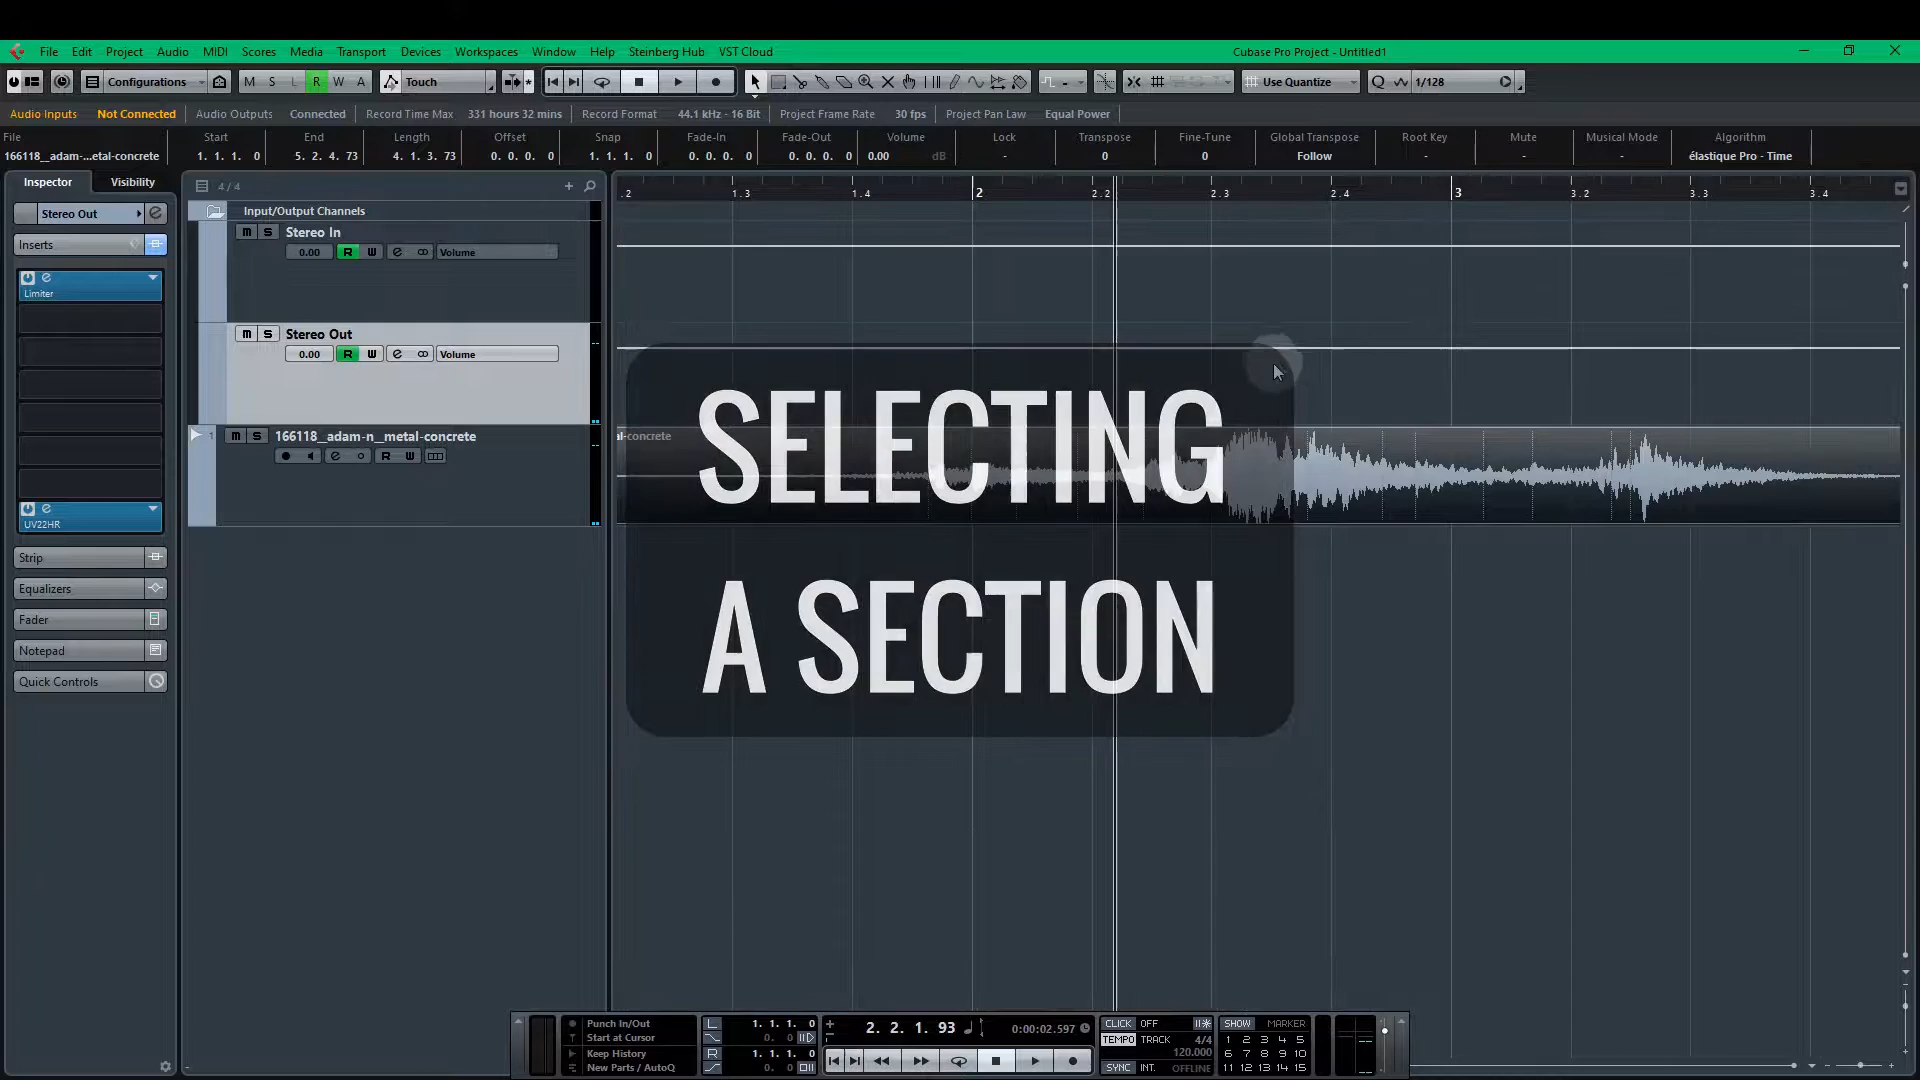 File Edit Project Audio MIDI Scores Media Transport Devices Workspaces Window Help Steinberg Hub VST Cloud Cubase Pro Project - Untitled1
Configurations M S L R W A Touch Use Quantize Q 1/128
Audio Inputs Not Connected Audio Outputs Connected Record Time Max 331 hours 32 mins Record Format 44.1 kHz - 16 Bit Project Frame Rate 30 fps Project Pan Law Equal Power
File Start End Length Offset Snap Fade-In Fade-Out Volume Lock Transpose Fine-Tune Global Transpose Root Key Mute Musical Mode Algorithm
166118_adam-...etal-concrete 1. 1. 1. 0 5. 2. 4. 73 4. 1. 3. 73 0. 0. 0. 0 1. 1. 1. 0 0. 0. 0. 0 0. 0. 0. 0 0.00 dB - 0 0 Follow - - - élastique Pro - Time
Inspector Visibility 4 / 4
.2 1.3 1.4 2 2.2 2.3 2.4 3 3.2 3.3 3.4
Stereo Out Input/Output Channels
m s Stereo In
Inserts 0.00 R W e Volume
Limiter
m s Stereo Out
0.00 R W e Volume
SELECTING
1 m s 166118_adam-n_metal-concrete al-concrete
R W
UV22HR
Strip
Equalizers
A SECTION
Fader
Notepad
Quick Controls
Punch In/Out L 1. 1. 1. 0 2. 2. 1. 93 0:00:02.597 CLICK OFF SHOW MARKER
Start at Cursor 0. 0 TEMPO TRACK 4/4 1 2 3 4 5
Keep History R 1. 1. 1. 0 120.000 6 7 8 9 10
New Parts / AutoQ 0. 0 SYNC INT. OFFLINE 11 12 13 14 15